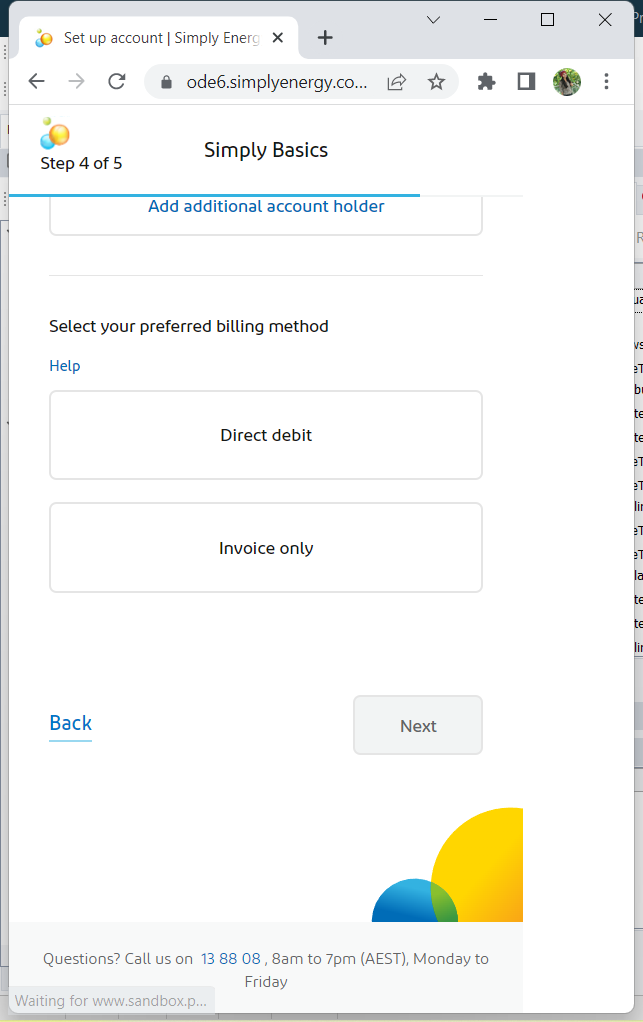 Set up account | Simply Energ
ode6.simplyenergy.co...
Step 4 of 5
Simply Basics
Add additional account holder
Select your preferred billing method
Help
Direct debit
Invoice only
Back
Next
Questions? Call us on 13 88 08 , 8am to 7pm (AEST), Monday to
Friday
Waiting for www.sandbox.p...